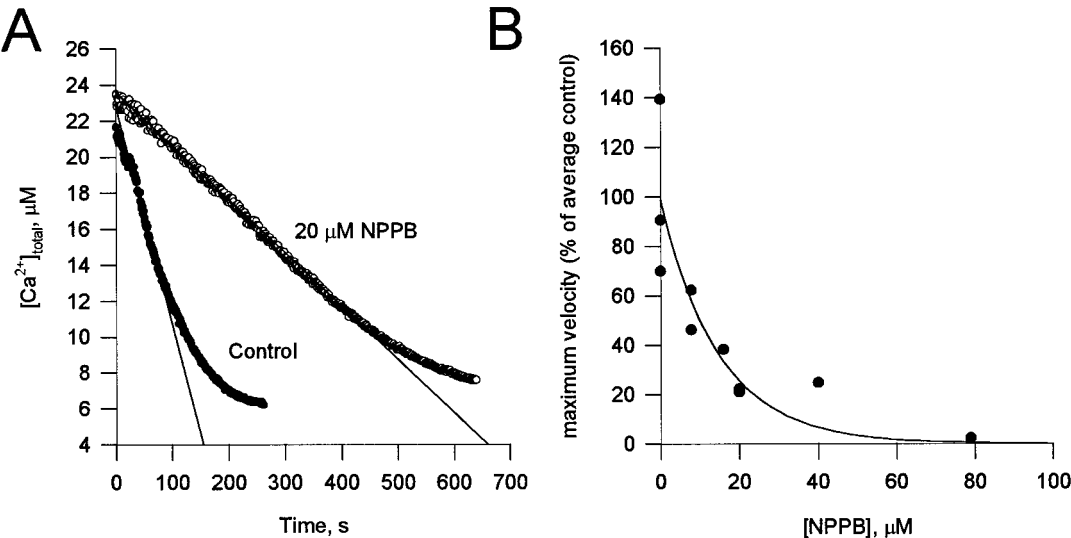 A
[Ca2+]total, μM
26
24
22
20
18
16
14
12
10
8
6
4
20 μM NPPB
Control
0 100 200 300 400 500 600 700
Time, s
B
maximum velocity (% of average control)
160
140
120
100
80
60
40
20
0
0 20 40 60 80 100
[NPPB], μM